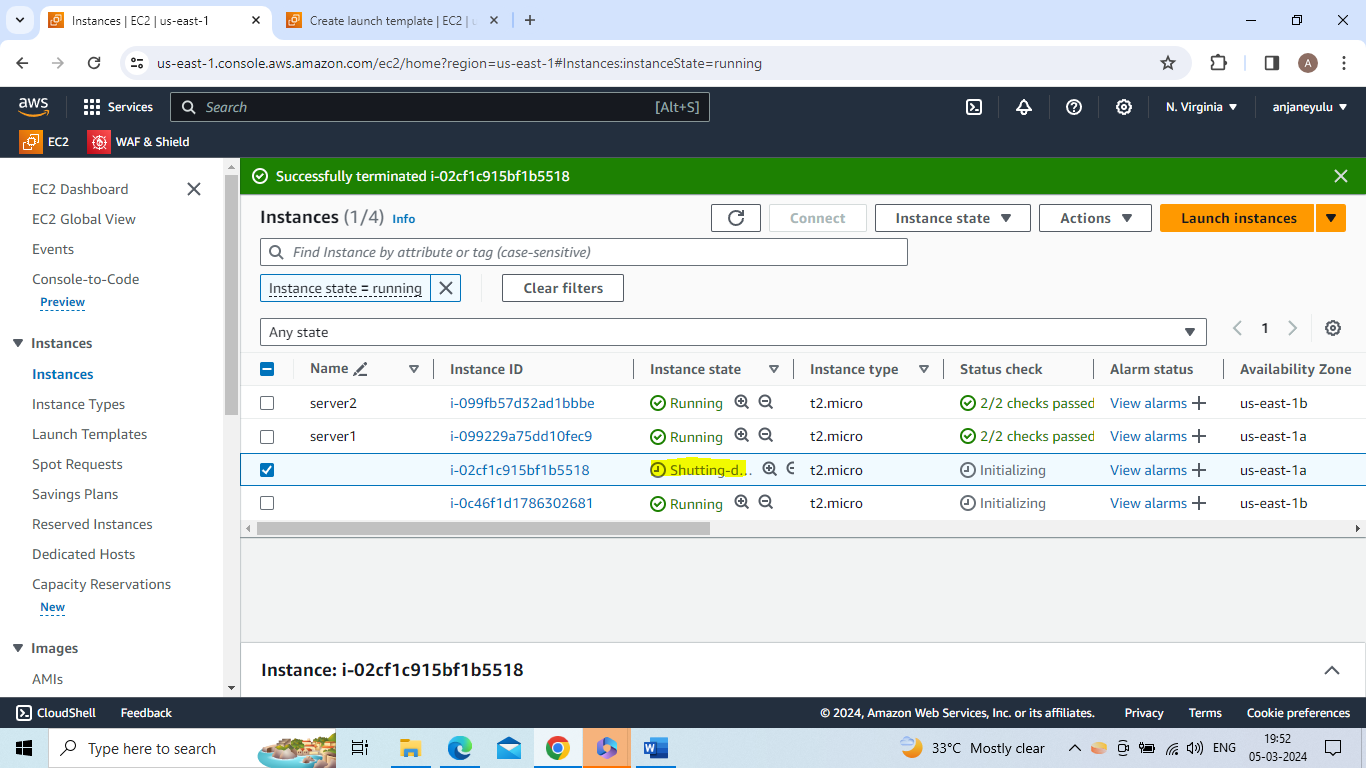 Instances | EC2 | us-east-1
Create launch template | EC2 | u
us-east-1.console.aws.amazon.com/ec2/home?region=us-east-1#Instances:instanceState=running
A
aws
Services
Search
[Alt+S]
N. Virginia
anjaneyulu
EC2
WAF & Shield
EC2 Dashboard
EC2 Global View
Events
Console-to-Code
Preview
Instances
Instances
Instance Types
Launch Templates
Spot Requests
Savings Plans
Reserved Instances
Dedicated Hosts
Capacity Reservations
New
Images
AMIs
Successfully terminated i-02cf1c915bf1b5518
Instances (1/4) Info
Connect
Instance state
Actions
Launch instances
Find Instance by attribute or tag (case-sensitive)
Instance state = running
Clear filters
Any state
1
Name Instance ID Instance state Instance type Status check Alarm status Availability Zone
server2 i-099fb57d32ad1bbbe Running t2.micro 2/2 checks passed View alarms us-east-1b
server1 i-099229a75dd10fec9 Running t2.micro 2/2 checks passed View alarms us-east-1a
i-02cf1c915bf1b5518 Shutting-d... t2.micro Initializing View alarms us-east-1a
i-0c46f1d1786302681 Running t2.micro Initializing View alarms us-east-1b
Instance: i-02cf1c915bf1b5518
CloudShell
Feedback
© 2024, Amazon Web Services, Inc. or its affiliates.
Privacy
Terms
Cookie preferences
Type here to search
33°C Mostly clear
ENG
19:52
05-03-2024